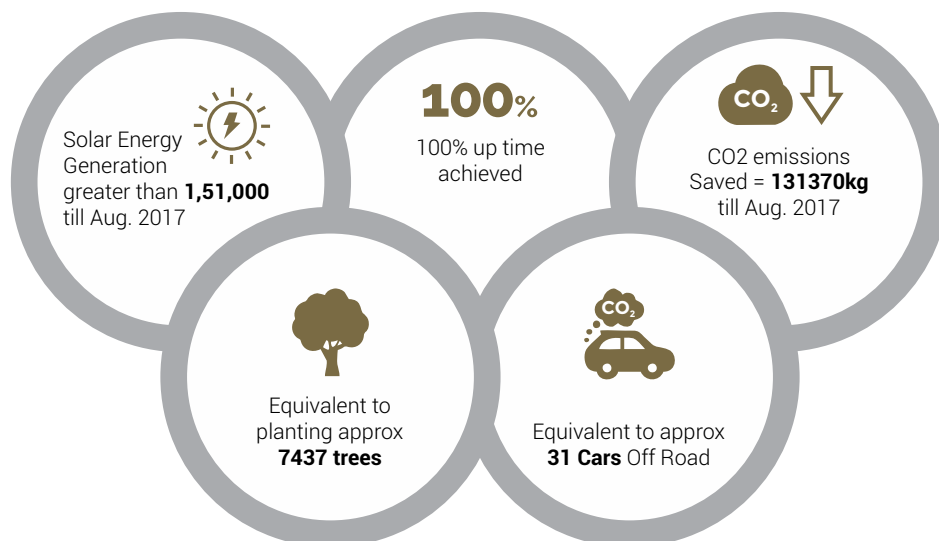 Solar Energy
Generation
greater than 1,51,000
till Aug. 2017
100%
100% up time
achieved
CO₂
CO2 emissions
Saved = 131370kg
till Aug. 2017
Equivalent to
planting approx
7437 trees
CO₂
Equivalent to approx
31 Cars Off Road